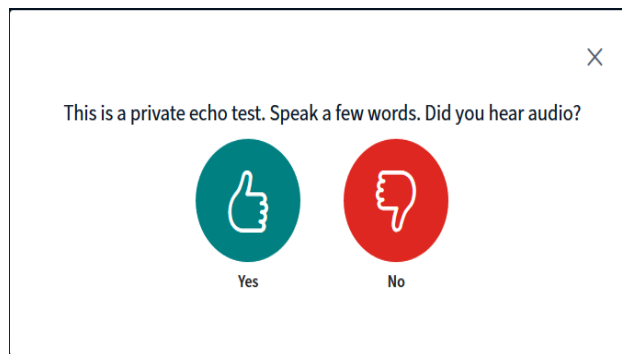 This is a private echo test. Speak a few words. Did you hear audio?
Yes
No